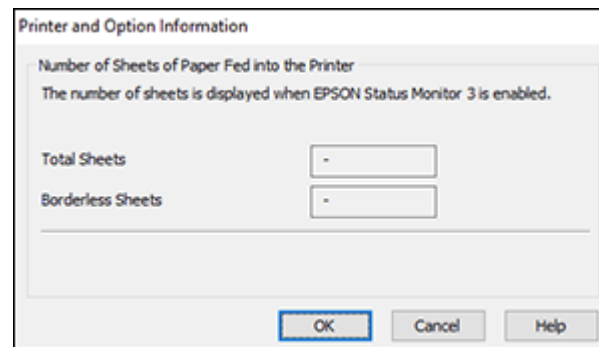 Printer and Option Information
Number of Sheets of Paper Fed into the Printer
The number of sheets is displayed when EPSON Status Monitor 3 is enabled.
Total Sheets -
Borderless Sheets -
OK Cancel Help